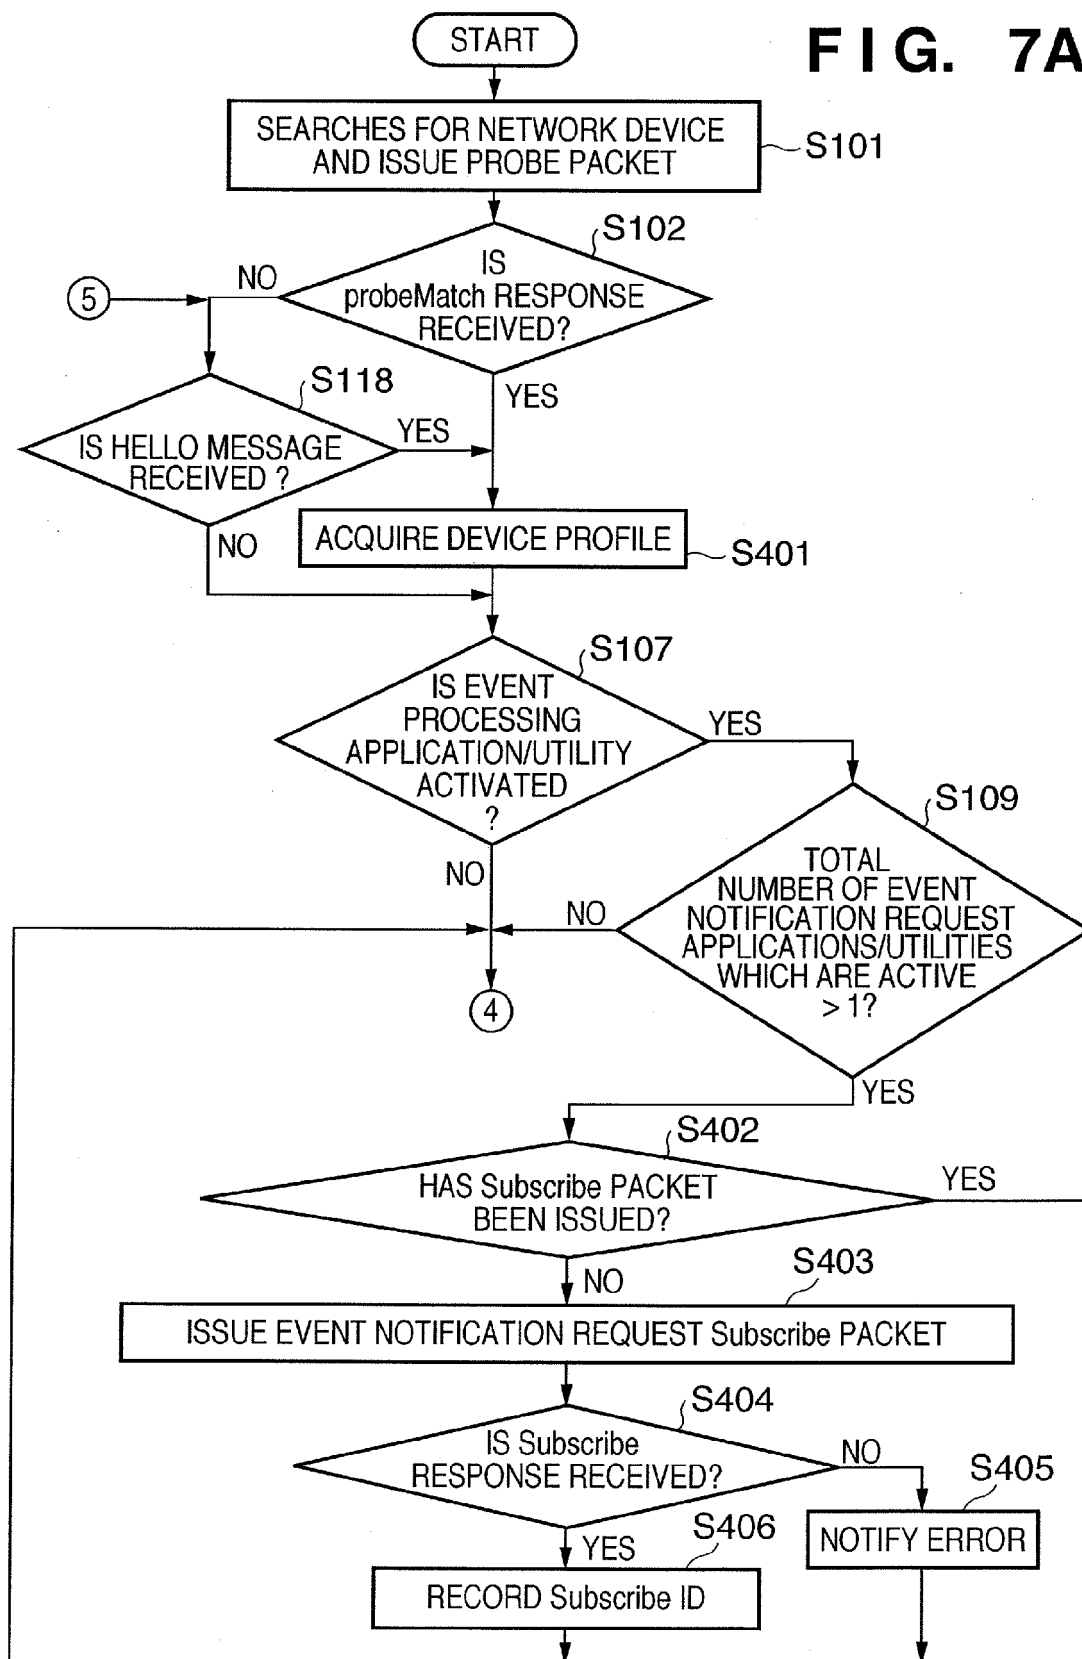 START
FIG. 7A
SEARCHES FOR NETWORK DEVICE
AND ISSUE PROBE PACKET
S101
S102
IS
probeMatch RESPONSE
RECEIVED?
NO
5
YES
S118
IS HELLO MESSAGE
RECEIVED ?
YES
NO
ACQUIRE DEVICE PROFILE
S401
S107
IS EVENT
PROCESSING
APPLICATION/UTILITY
ACTIVATED
?
YES
NO
S109
TOTAL
NUMBER OF EVENT
NOTIFICATION REQUEST
APPLICATIONS/UTILITIES
WHICH ARE ACTIVE
> 1?
NO
4
YES
S402
HAS Subscribe PACKET
BEEN ISSUED?
YES
NO
S403
ISSUE EVENT NOTIFICATION REQUEST Subscribe PACKET
S404
IS Subscribe
RESPONSE RECEIVED?
NO
S405
NOTIFY ERROR
YES
S406
RECORD Subscribe ID